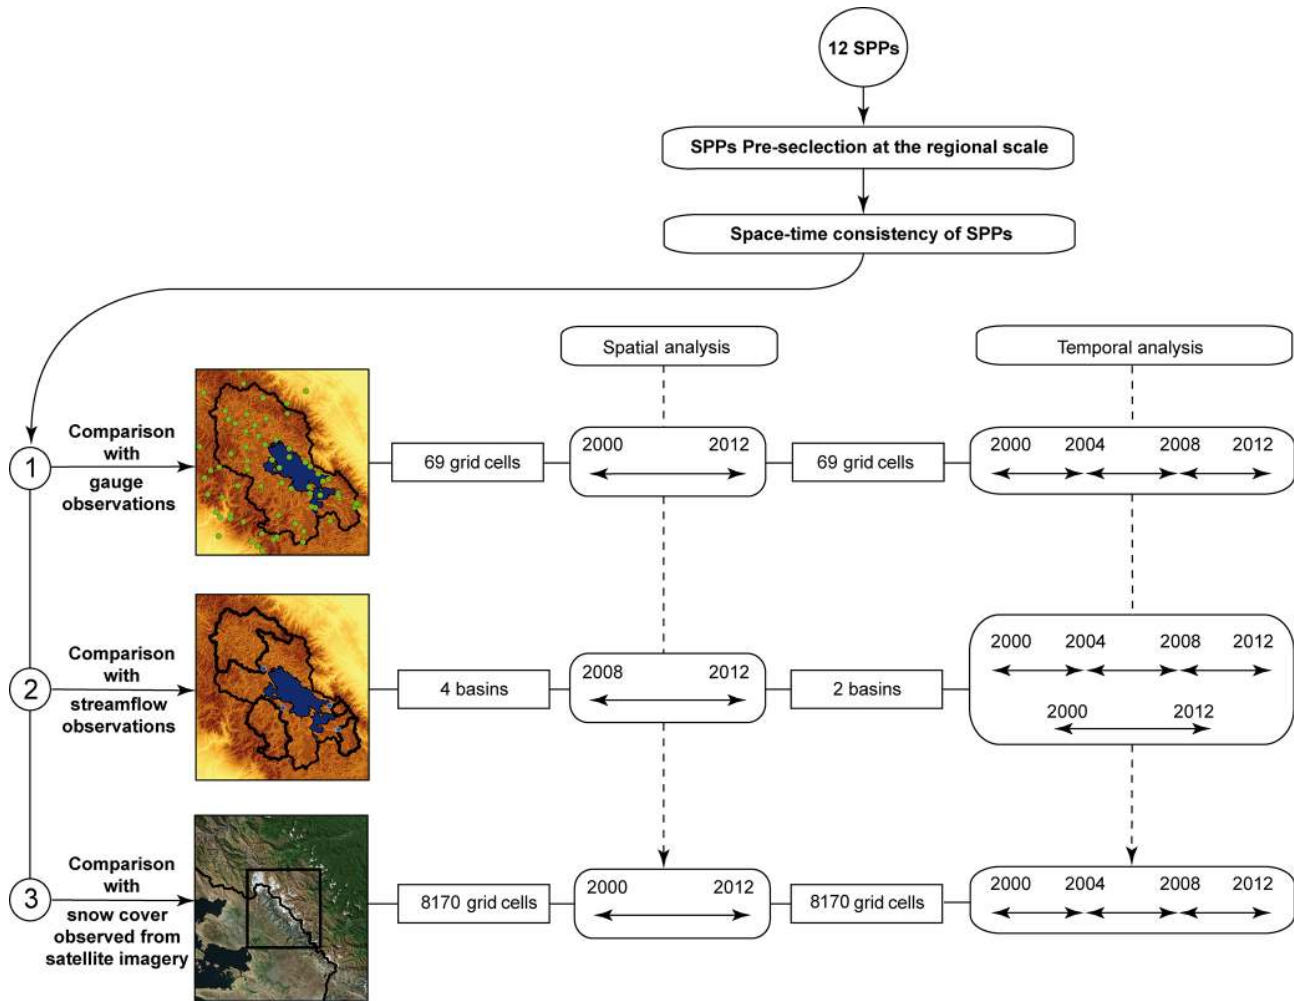 12 SPPs
SPPs Pre-seclection at the regional scale
Space-time consistency of SPPs
Spatial analysis
Temporal analysis
1
Comparison
with
gauge
observations
69 grid cells
2000 2012
69 grid cells
2000 2004 2008 2012
2
Comparison
with
streamflow
observations
4 basins
2008 2012
2 basins
2000 2004 2008 2012
2000 2012
3
Comparison
with
snow cover
observed from
satellite imagery
8170 grid cells
2000 2012
8170 grid cells
2000 2004 2008 2012